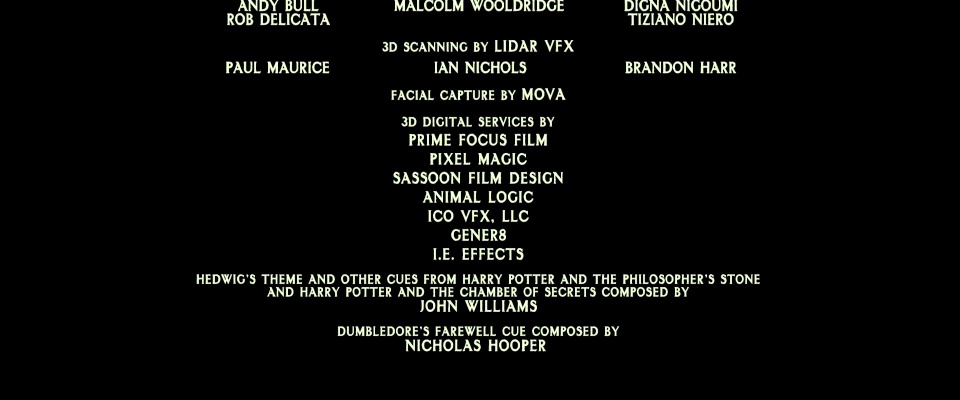 ANDY BULL MALCOLM WOOLDRIDGE DIGNA NIGOUMI
ROB DELICATA TIZIANO NIERO
3D SCANNING BY LIDAR VFX
PAUL MAURICE IAN NICHOLS BRANDON HARR
FACIAL CAPTURE BY MOVA
3D DIGITAL SERVICES BY
PRIME FOCUS FILM
PIXEL MAGIC
SASSOON FILM DESIGN
ANIMAL LOGIC
ICO VFX, LLC
GENER8
I.E. EFFECTS
HEDWIG'S THEME AND OTHER CUES FROM HARRY POTTER AND THE PHILOSOPHER'S STONE
AND HARRY POTTER AND THE CHAMBER OF SECRETS COMPOSED BY
JOHN WILLIAMS
DUMBLEDORE'S FAREWELL CUE COMPOSED BY
NICHOLAS HOOPER